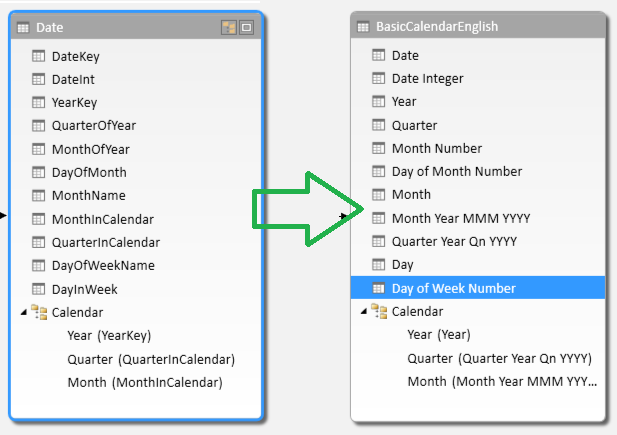 Date
DateKey
DateInt
YearKey
QuarterOfYear
MonthOfYear
DayOfMonth
MonthName
MonthInCalendar
QuarterInCalendar
DayOfWeekName
DayInWeek
Calendar
Year (YearKey)
Quarter (QuarterInCalendar)
Month (MonthInCalendar)
BasicCalendarEnglish
Date
Date Integer
Year
Quarter
Month Number
Day of Month Number
Month
Month Year MMM YYYY
Quarter Year Qn YYYY
Day
Day of Week Number
Calendar
Year (Year)
Quarter (Quarter Year Qn YYYY)
Month (Month Year MMM YYY...